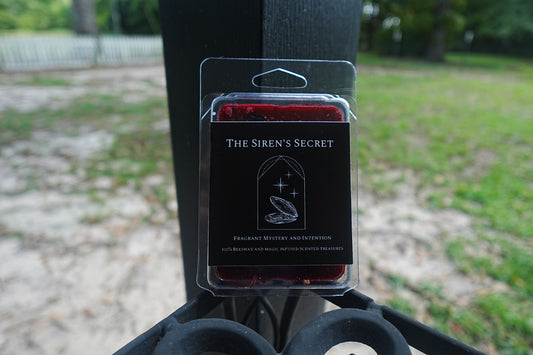 THE SIREN'S SECRET
FRAGRANT MYSTERY AND INTENTION
100% BEESWAX AND MAGIC INFUSED SCENTED TREASURES